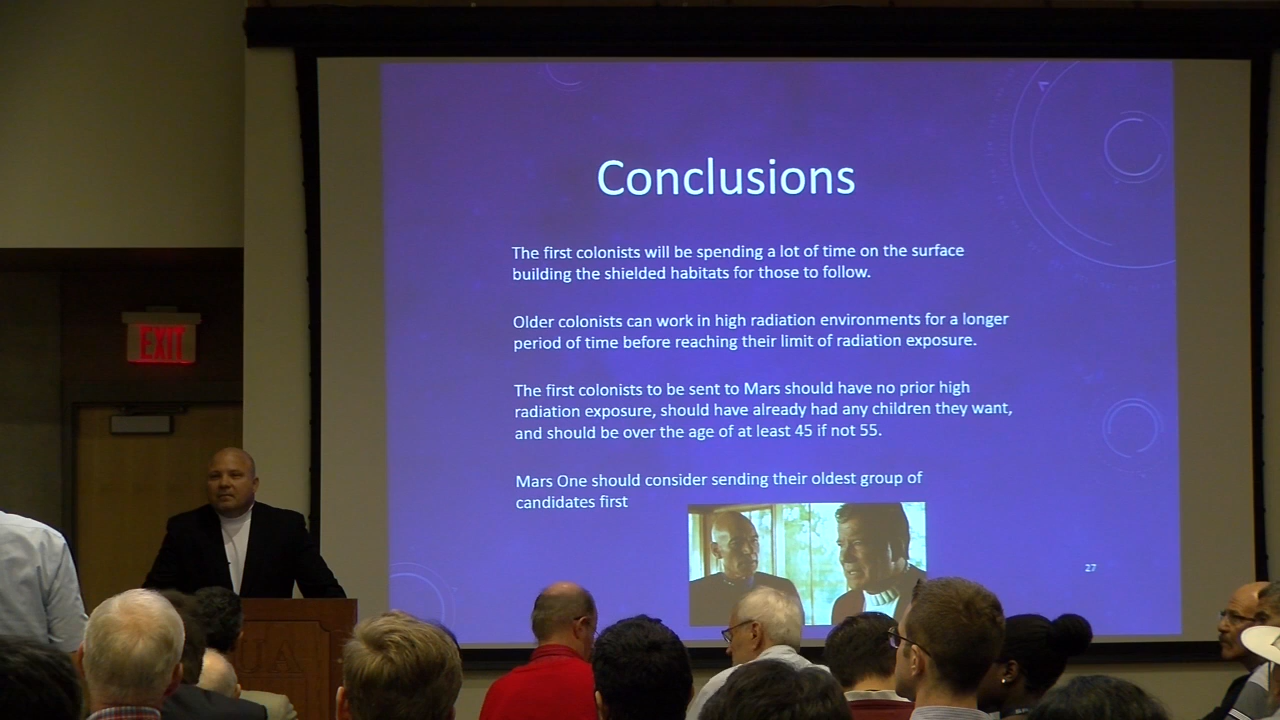 Conclusions
The first colonists will be spending a lot of time on the surface
building the shielded habitats for those to follow.
Older colonists can work in high radiation environments for a longer
period of time before reaching their limit of radiation exposure.
The first colonists to be sent to Mars should have no prior high
radiation exposure, should have already had any children they want,
and should be over the age of at least 45 if not 55.
Mars One should consider sending their oldest group of
candidates first
27
EXIT